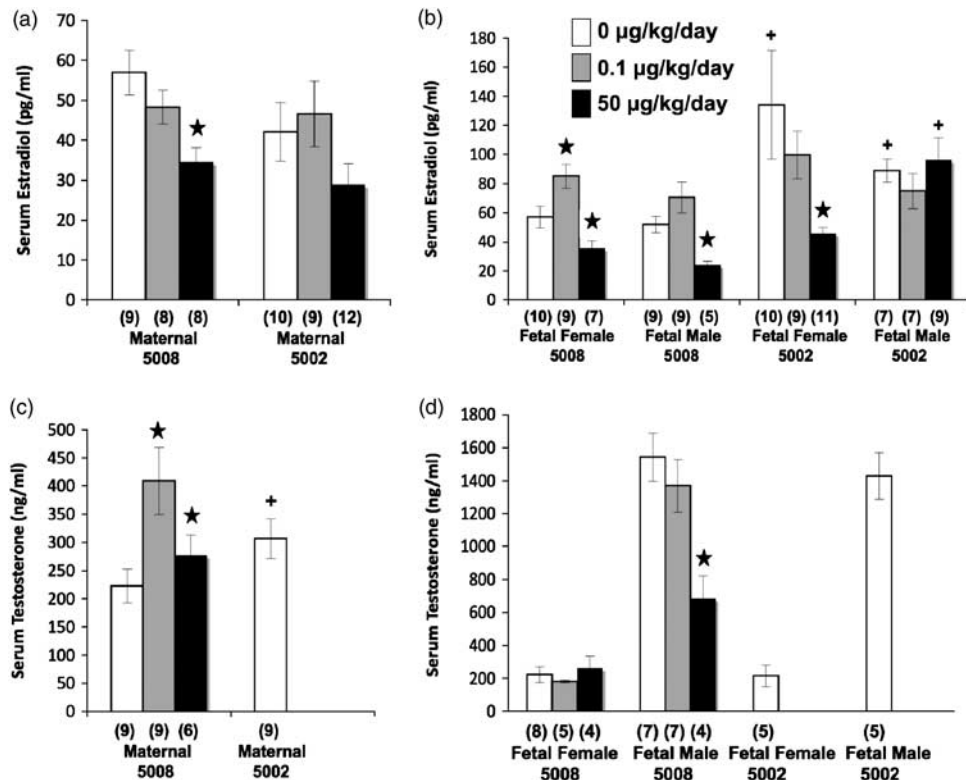 (a)
Serum Estradiol (pg/ml)
70
60
50
40
30
20
10
0
★
(9) (8) (8)
Maternal
5008
(10) (9) (12)
Maternal
5002
(b)
Serum Estradiol (pg/ml)
180
160
140
120
100
80
60
40
20
0
0 µg/kg/day
0.1 µg/kg/day
50 µg/kg/day
★
★
★
+
★
+
+
(10) (9) (7)
Fetal Female
5008
(9) (9) (5)
Fetal Male
5008
(10) (9) (11)
Fetal Female
5002
(7) (7) (9)
Fetal Male
5002
(c)
Serum Testosterone (ng/ml)
500
450
400
350
300
250
200
150
100
50
0
★
★
+
(9) (9) (6)
Maternal
5008
(9)
Maternal
5002
(d)
Serum Testosterone (ng/ml)
1800
1600
1400
1200
1000
800
600
400
200
0
★
(8) (5) (4)
Fetal Female
5008
(7) (7) (4)
Fetal Male
5008
(5)
Fetal Female
5002
(5)
Fetal Male
5002